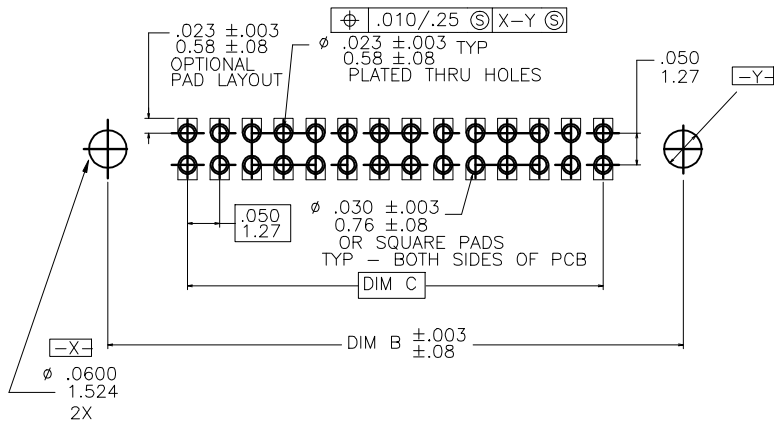 ⌖ .010/.25 Ⓢ X-Y Ⓢ
.023 ±.003
0.58 ±.08
OPTIONAL
PAD LAYOUT
ø .023 ±.003 TYP
0.58 ±.08
PLATED THRU HOLES
.050
1.27
-Y-
.050
1.27
ø .030 ±.003
0.76 ±.08
OR SQUARE PADS
TYP - BOTH SIDES OF PCB
DIM C
DIM B ±.003
±.08
-X-
ø .0600
1.524
2X